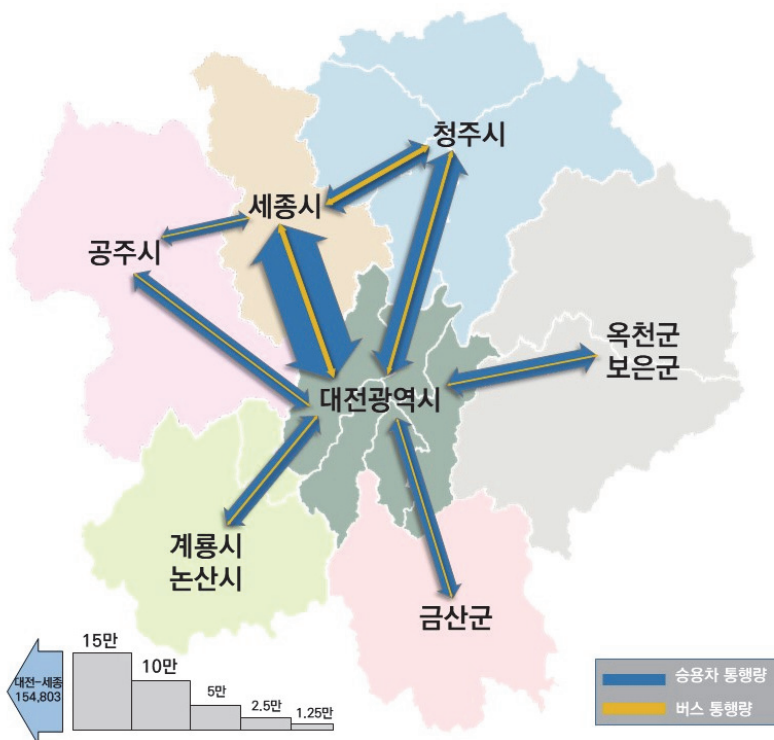 청주시
세종시
공주시
옥천군
보은군
대전광역시
계룡시
논산시
금산군
15만
10만
5만
2.5만
1.25만
대전-세종
154,803
승용차 통행량
버스 통행량